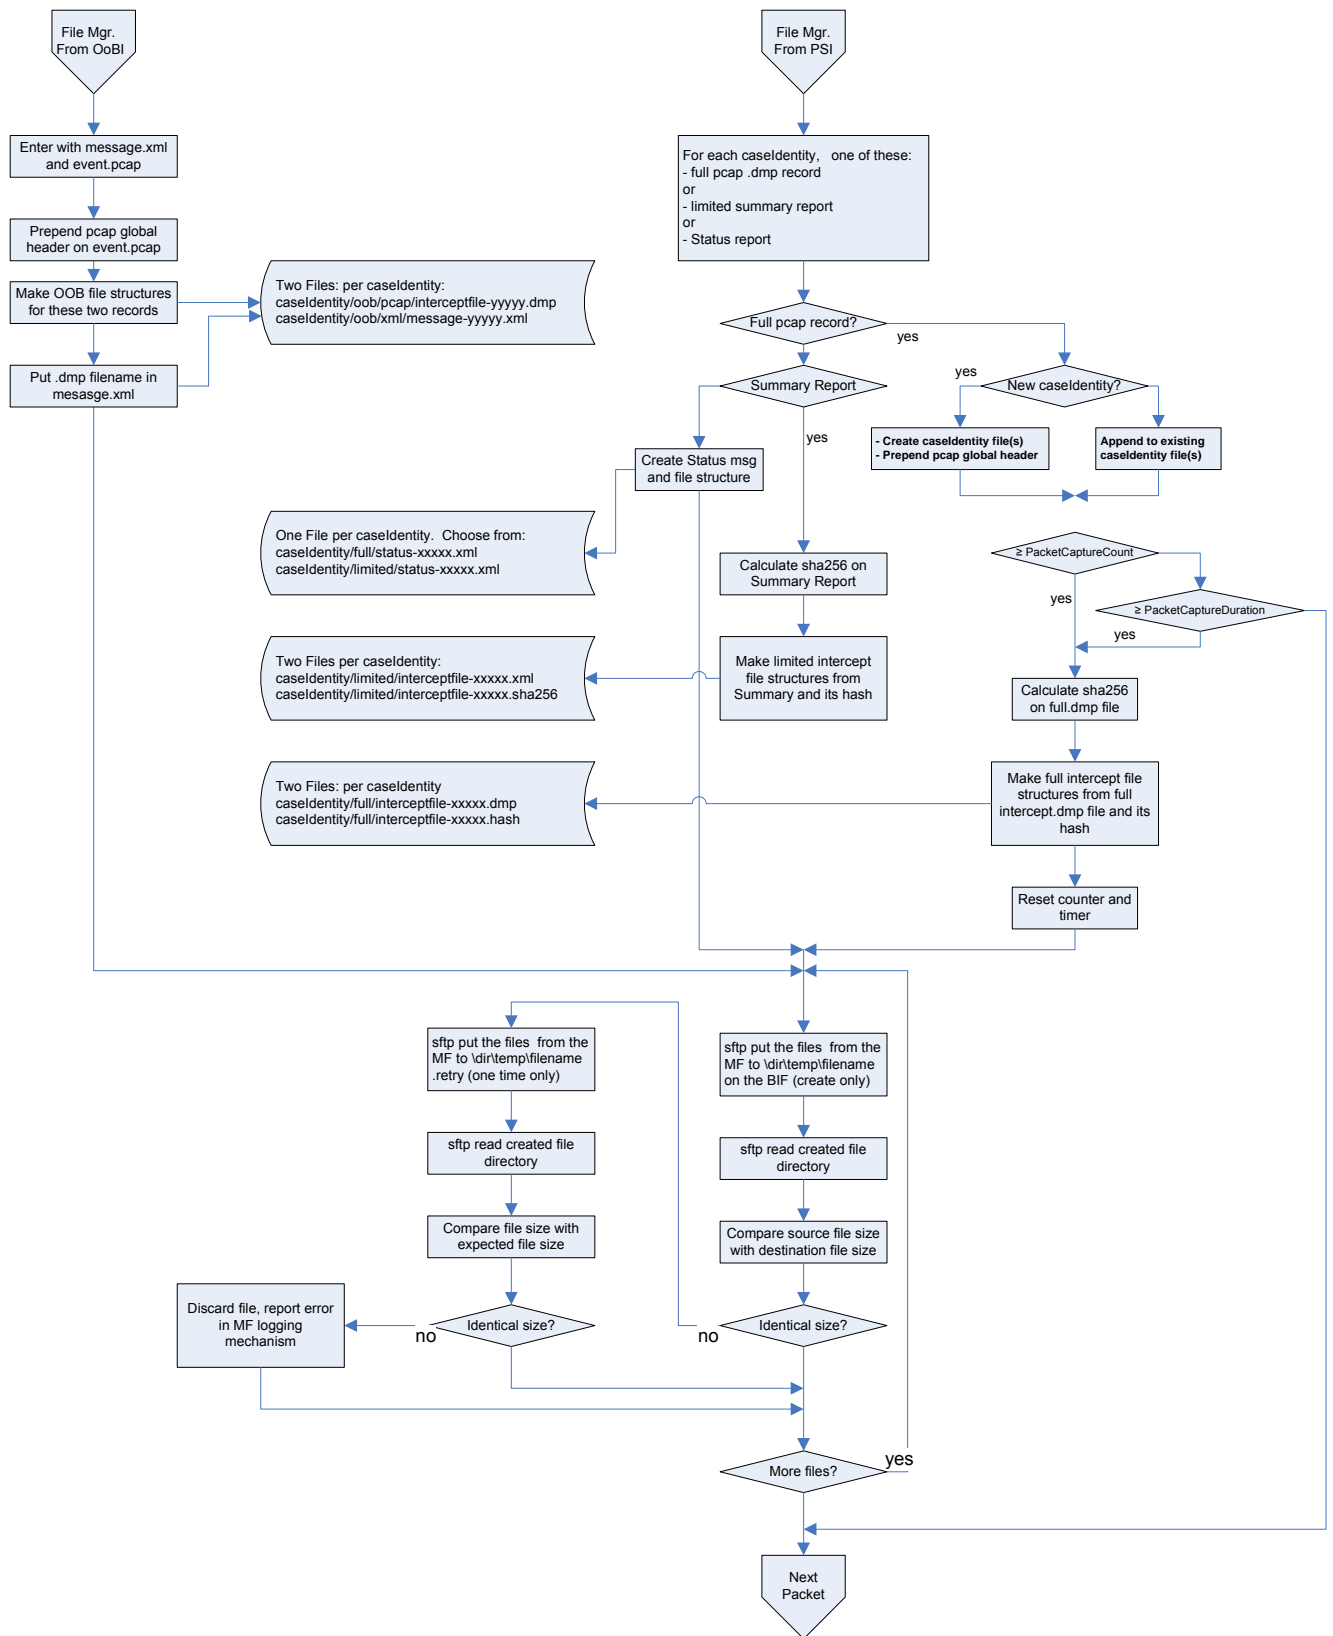 File Mgr.
From OoBI
File Mgr.
From PSI
Enter with message.xml
and event.pcap
For each caseIdentity,   one of these:
- full pcap .dmp record
or
- limited summary report
or
- Status report
Prepend pcap global
header on event.pcap
Make OOB file structures
for these two records
Two Files: per caseIdentity:
caseIdentity/oob/pcap/interceptfile-yyyyy.dmp
caseIdentity/oob/xml/message-yyyyy.xml
Put .dmp filename in
mesasge.xml
Full pcap record?
yes
Summary Report
yes
New caseIdentity?
yes
- Create caseIdentity file(s)
- Prepend pcap global header
Append to existing
caseIdentity file(s)
Create Status msg
and file structure
One File per caseIdentity.  Choose from:
caseIdentity/full/status-xxxxx.xml
caseIdentity/limited/status-xxxxx.xml
Calculate sha256 on
Summary Report
≥ PacketCaptureCount
yes
≥ PacketCaptureDuration
yes
Two Files per caseIdentity:
caseIdentity/limited/interceptfile-xxxxx.xml
caseIdentity/limited/interceptfile-xxxxx.sha256
Make limited intercept
file structures from
Summary and its hash
Calculate sha256
on full.dmp file
Two Files: per caseIdentity
caseIdentity/full/interceptfile-xxxxx.dmp
caseIdentity/full/interceptfile-xxxxx.hash
Make full intercept file
structures from full
intercept.dmp file and its
hash
Reset counter and
timer
sftp put the files  from the
MF to \dir\temp\filename
.retry (one time only)
sftp put the files  from the
MF to \dir\temp\filename
on the BIF (create only)
sftp read created file
directory
sftp read created file
directory
Compare file size with
expected file size
Compare source file size
with destination file size
Discard file, report error
in MF logging
mechanism
no
Identical size?
no
Identical size?
More files?
yes
Next
Packet